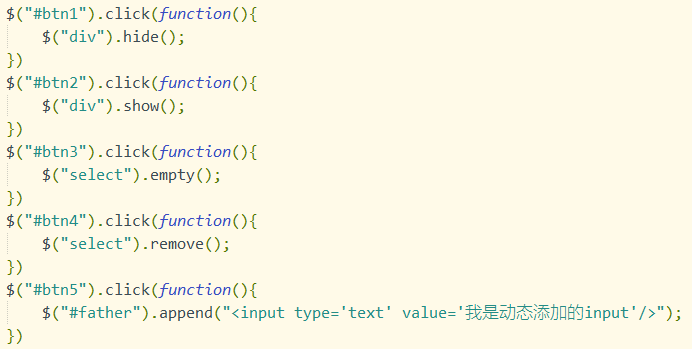 $("#btn1").click(function(){
    $("div").hide();
})
$("#btn2").click(function(){
    $("div").show();
})
$("#btn3").click(function(){
    $("select").empty();
})
$("#btn4").click(function(){
    $("select").remove();
})
$("#btn5").click(function(){
    $("#father").append("<input type='text' value='我是动态添加的input'/>");
})